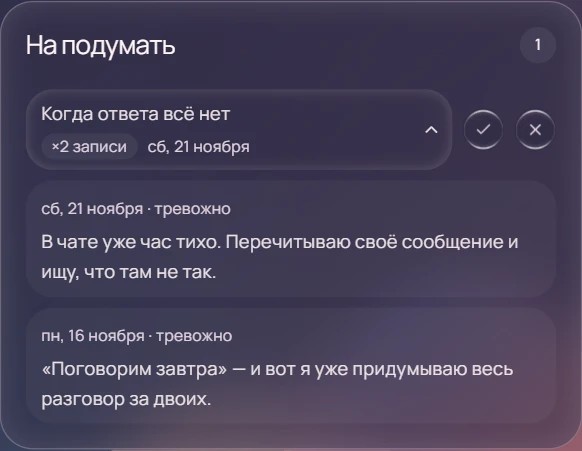 На подумать
1
Когда ответа всё нет
×2 записи сб, 21 ноября
сб, 21 ноября · тревожно
В чате уже час тихо. Перечитываю своё сообщение и
ищу, что там не так.
пн, 16 ноября · тревожно
«Поговорим завтра» — и вот я уже придумываю весь
разговор за двоих.